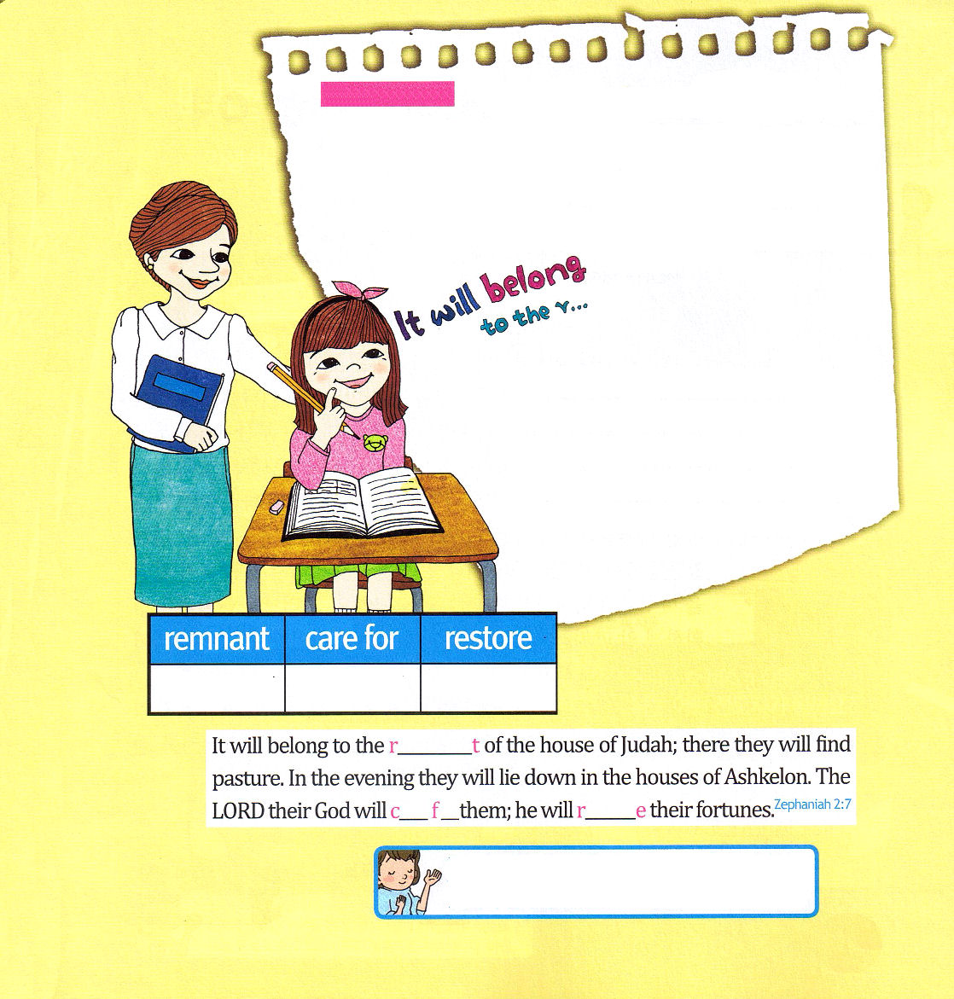 It will belong
to the r...
remnant care for restore
It will belong to the r________t of the house of Judah; there they will find
pasture. In the evening they will lie down in the houses of Ashkelon. The
LORD their God will c___ f __them; he will r_____e their fortunes. Zephaniah 2:7